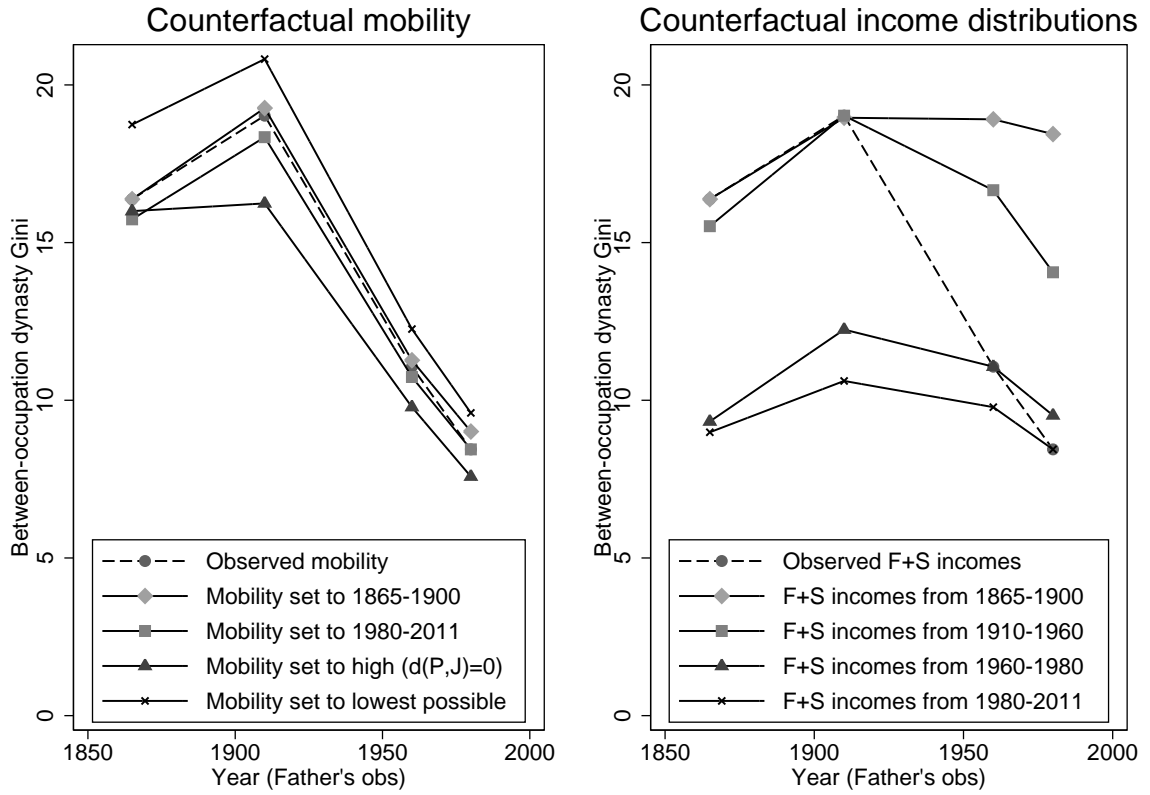 Counterfactual mobility
Between-occupation dynasty Gini
20
15
10
5
0
Observed mobility
Mobility set to 1865-1900
Mobility set to 1980-2011
Mobility set to high (d(P,J)=0)
Mobility set to lowest possible
1850
1900
1950
2000
Year (Father's obs)
Counterfactual income distributions
Between-occupation dynasty Gini
20
15
10
5
0
Observed F+S incomes
F+S incomes from 1865-1900
F+S incomes from 1910-1960
F+S incomes from 1960-1980
F+S incomes from 1980-2011
1850
1900
1950
2000
Year (Father's obs)